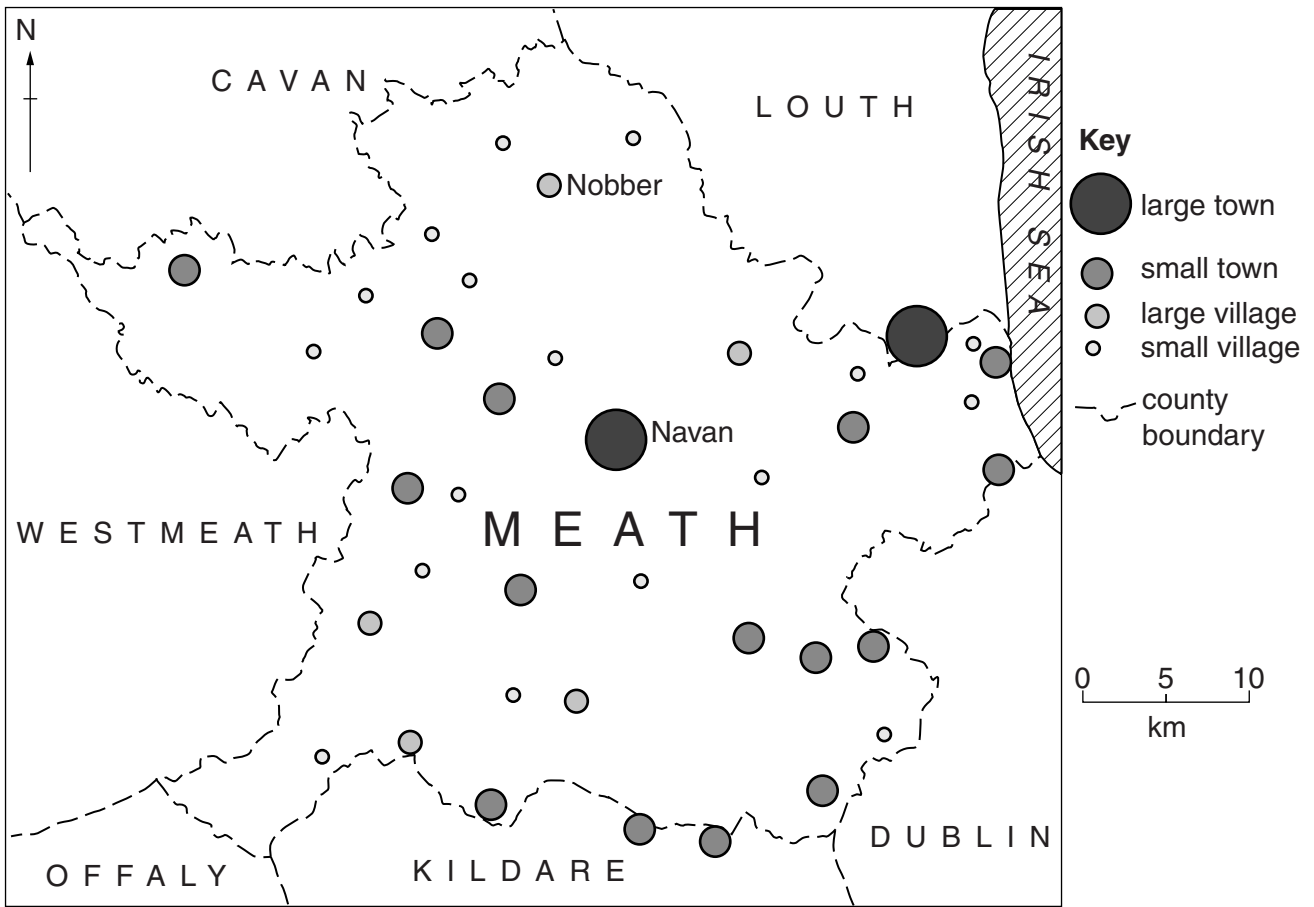 N
CAVAN
LOUTH
IRISH SEA
Nobber
Navan
MEATH
WESTMEATH
OFFALY
KILDARE
DUBLIN
Key
large town
small town
large village
small village
county
boundary
0 5 10
km